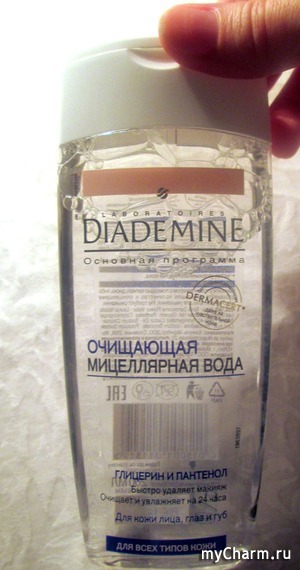 LABORATOIRES
DIADEMINE
Основная программа
DERMACERT
ОЧИЩАЮЩАЯ
МИЦЕЛЛЯРНАЯ ВОДА
ГЛИЦЕРИН И ПАНТЕНОЛ
Быстро удаляет макияж
Очищает и увлажняет на 24 часа
Для кожи лица, глаз и губ
ДЛЯ ВСЕХ ТИПОВ КОЖИ
myCharm.ru